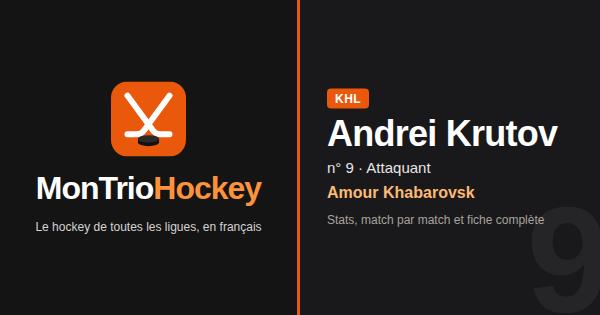 MonTrioHockey
Le hockey de toutes les ligues, en français
KHL
Andrei Krutov
n° 9 · Attaquant
Amour Khabarovsk
Stats, match par match et fiche complète
9